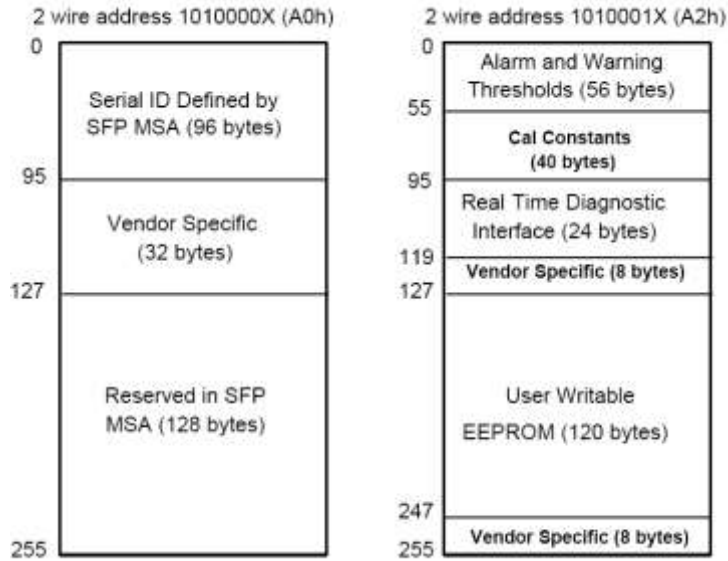 2 wire address 1010000X (A0h)
0
Serial ID Defined by
SFP MSA (96 bytes)
95
Vendor Specific
(32 bytes)
127
Reserved in SFP
MSA (128 bytes)
255
2 wire address 1010001X (A2h)
0
Alarm and Warning
Thresholds (56 bytes)
55
Cal Constants
(40 bytes)
95
Real Time Diagnostic
Interface (24 bytes)
119
Vendor Specific (8 bytes)
127
User Writable
EEPROM (120 bytes)
247
Vendor Specific (8 bytes)
255